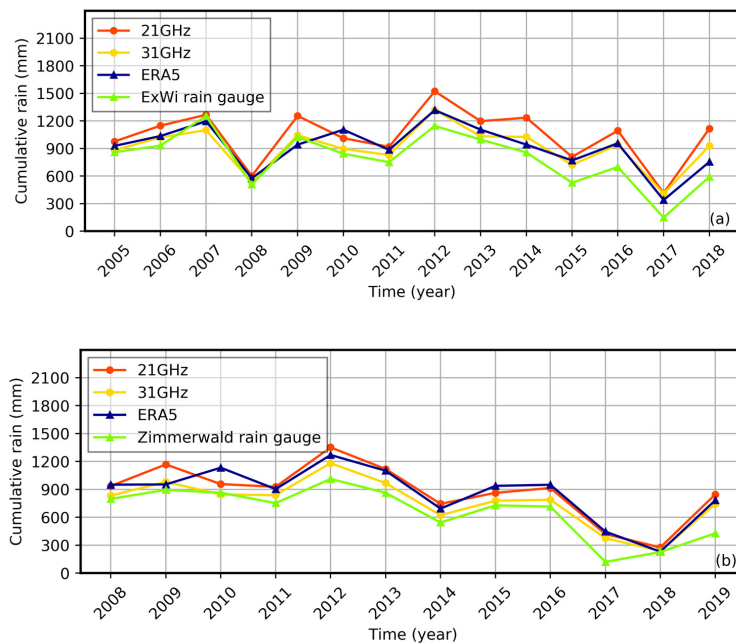 2100
1800
1500
1200
900
600
300
0
Cumulative rain (mm)
21GHz
31GHz
ERA5
ExWi rain gauge
(a)
2005 2006 2007 2008 2009 2010 2011 2012 2013 2014 2015 2016 2017 2018
Time (year)
2100
1800
1500
1200
900
600
300
0
Cumulative rain (mm)
21GHz
31GHz
ERA5
Zimmerwald rain gauge
(b)
2008 2009 2010 2011 2012 2013 2014 2015 2016 2017 2018 2019
Time (year)